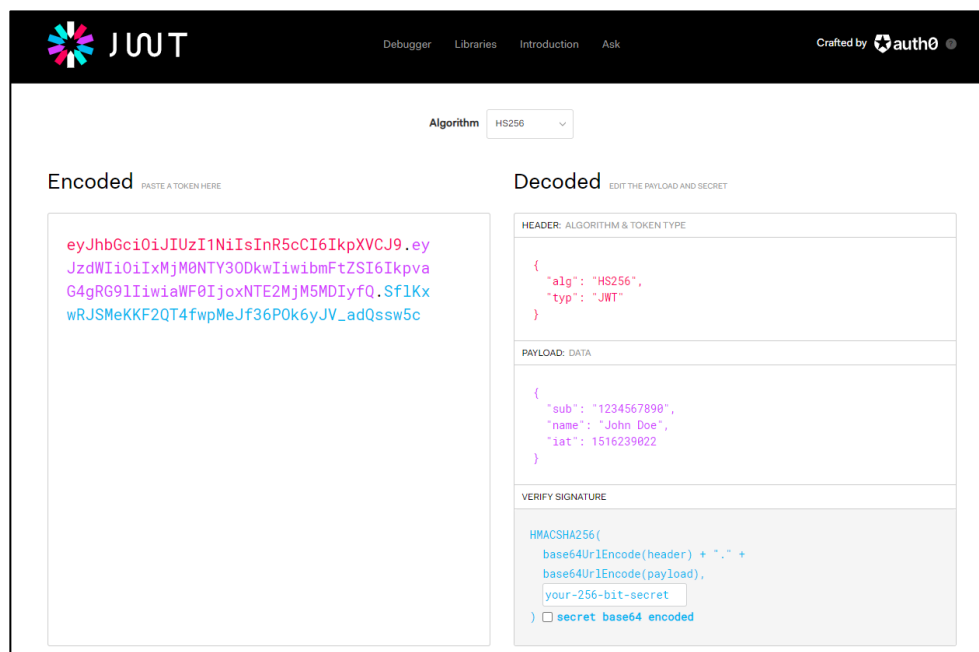 JWT
Debugger Libraries Introduction Ask
Crafted by auth0
Algorithm HS256
Encoded PASTE A TOKEN HERE
eyJhbGciOiJIUzI1NiIsInR5cCI6IkpXVCJ9.ey
JzdWIiOiIxMjM0NTY3ODkwIiwibmFtZSI6Ikpva
G4gRG9lIiwiaWF0IjoxNTE2MjM5MDIyfQ.SflKx
wRJSMeKKF2QT4fwpMeJf36POk6yJV_adQssw5c
Decoded EDIT THE PAYLOAD AND SECRET
HEADER: ALGORITHM & TOKEN TYPE
{
"alg": "HS256",
"typ": "JWT"
}
PAYLOAD: DATA
{
"sub": "1234567890",
"name": "John Doe",
"iat": 1516239022
}
VERIFY SIGNATURE
HMACSHA256(
base64UrlEncode(header) + "." +
base64UrlEncode(payload),
your-256-bit-secret
) secret base64 encoded